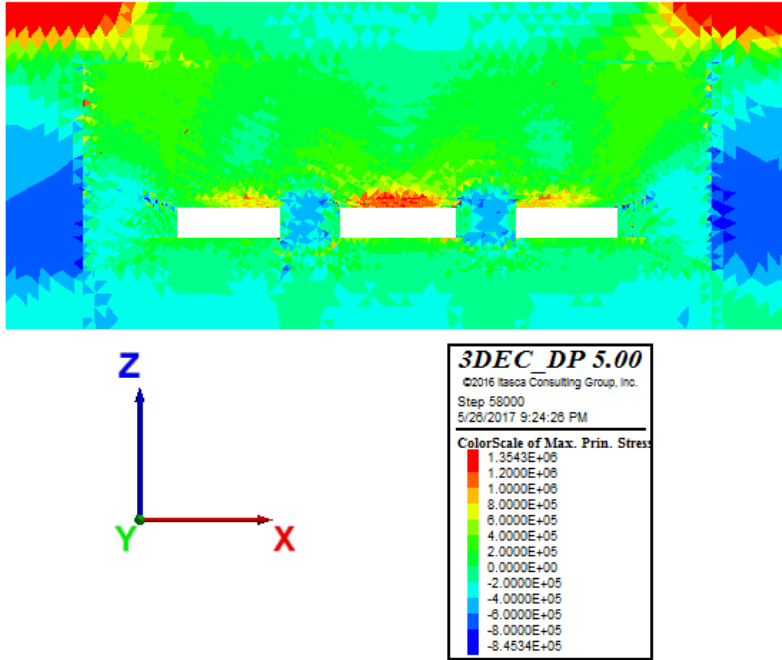 Z
Y
X
3DEC_DP 5.00
©2016 Itasca Consulting Group, Inc.
Step 58000
5/26/2017 9:24:26 PM
ColorScale of Max. Prin. Stress
1.3543E+06
1.2000E+06
1.0000E+06
8.0000E+05
6.0000E+05
4.0000E+05
2.0000E+05
0.0000E+00
-2.0000E+05
-4.0000E+05
-6.0000E+05
-8.0000E+05
-8.4534E+05